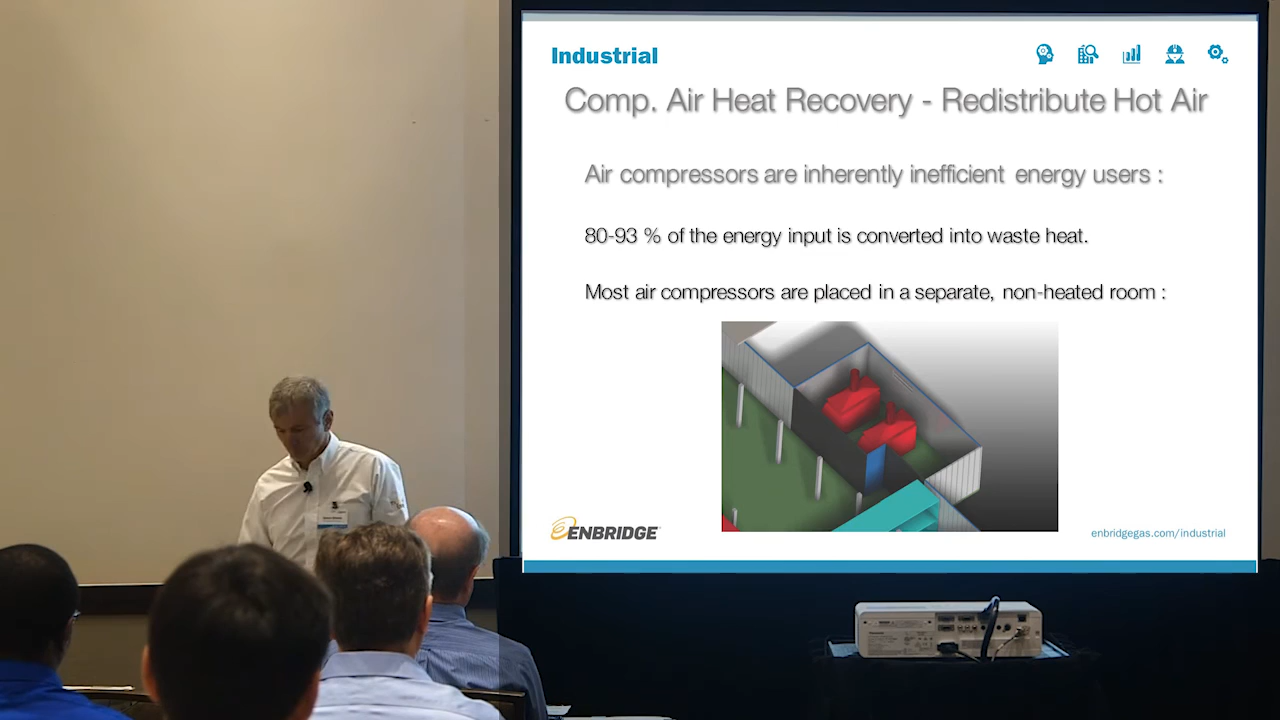 Industrial
Comp. Air Heat Recovery - Redistribute Hot Air
Air compressors are inherently inefficient energy users :
80-93 % of the energy input is converted into waste heat.
Most air compressors are placed in a separate, non-heated room :
ENBRIDGE
enbridgegas.com/industrial